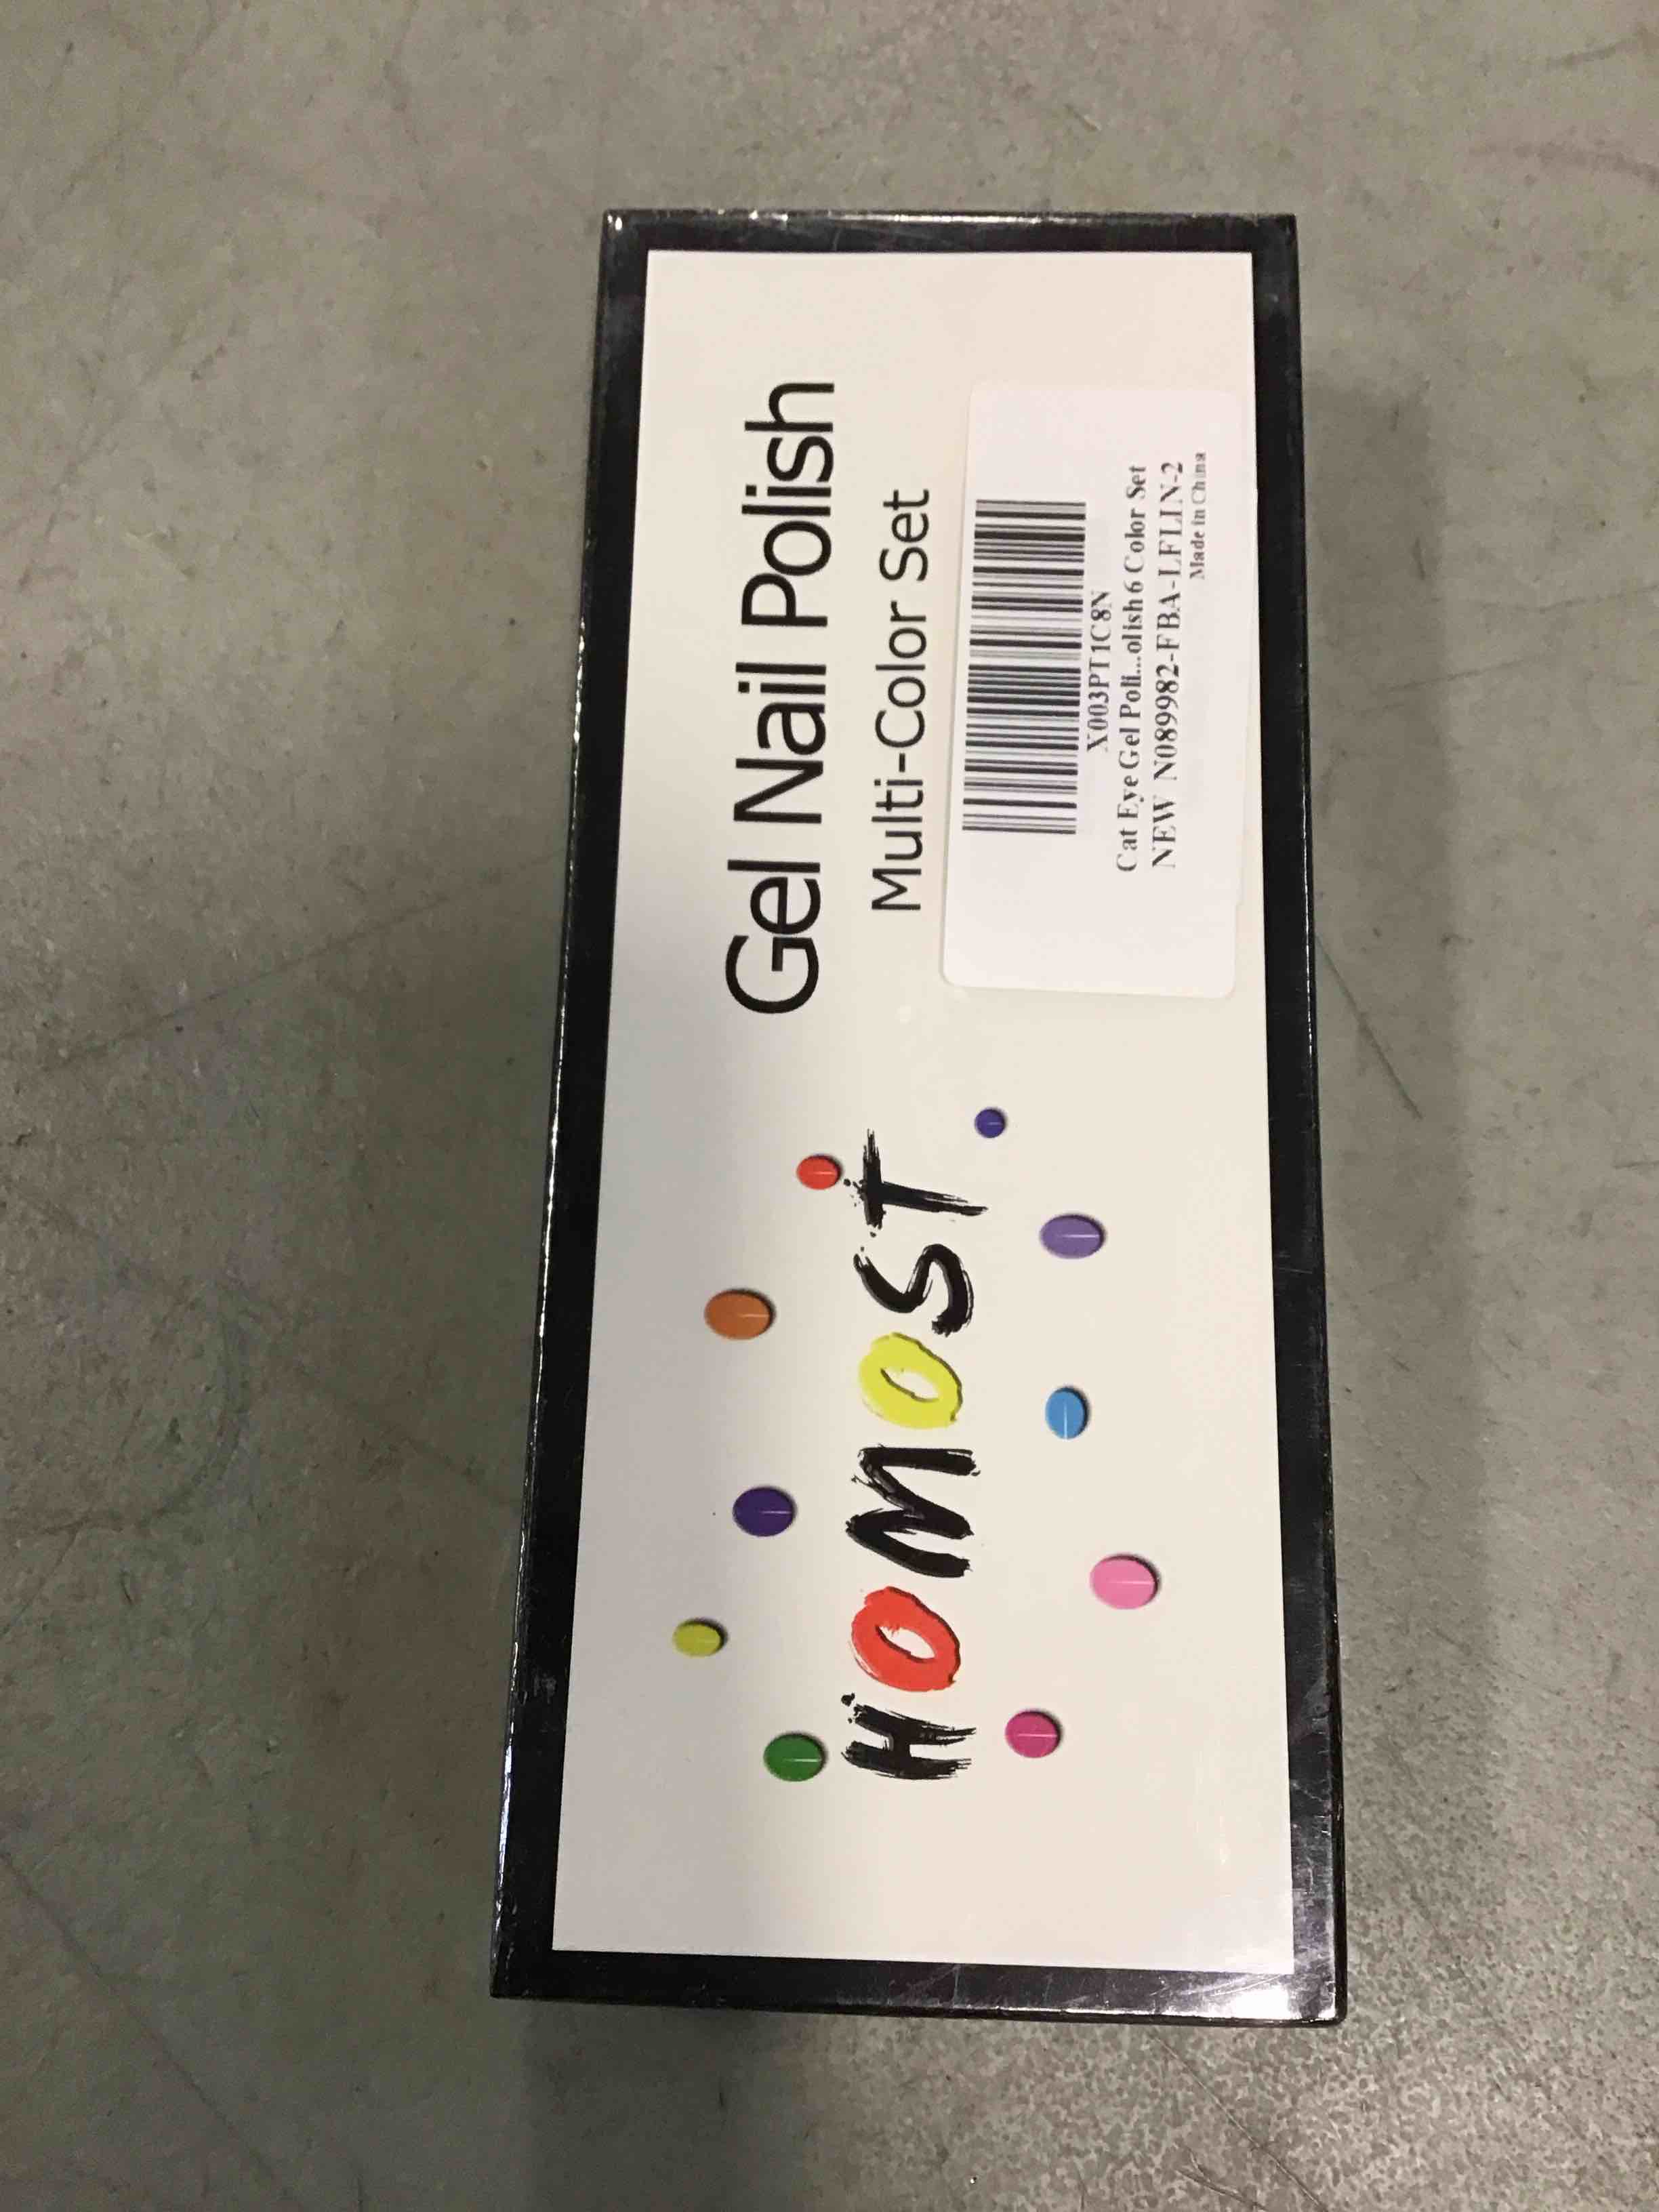 HOMOST
Gel Nail Polish
Multi-Color Set
X003PT1C8N
Cat Eye Gel Poli...olish 6 Color Set
NEW N089982-FBA-LFLIN-2
Made in China